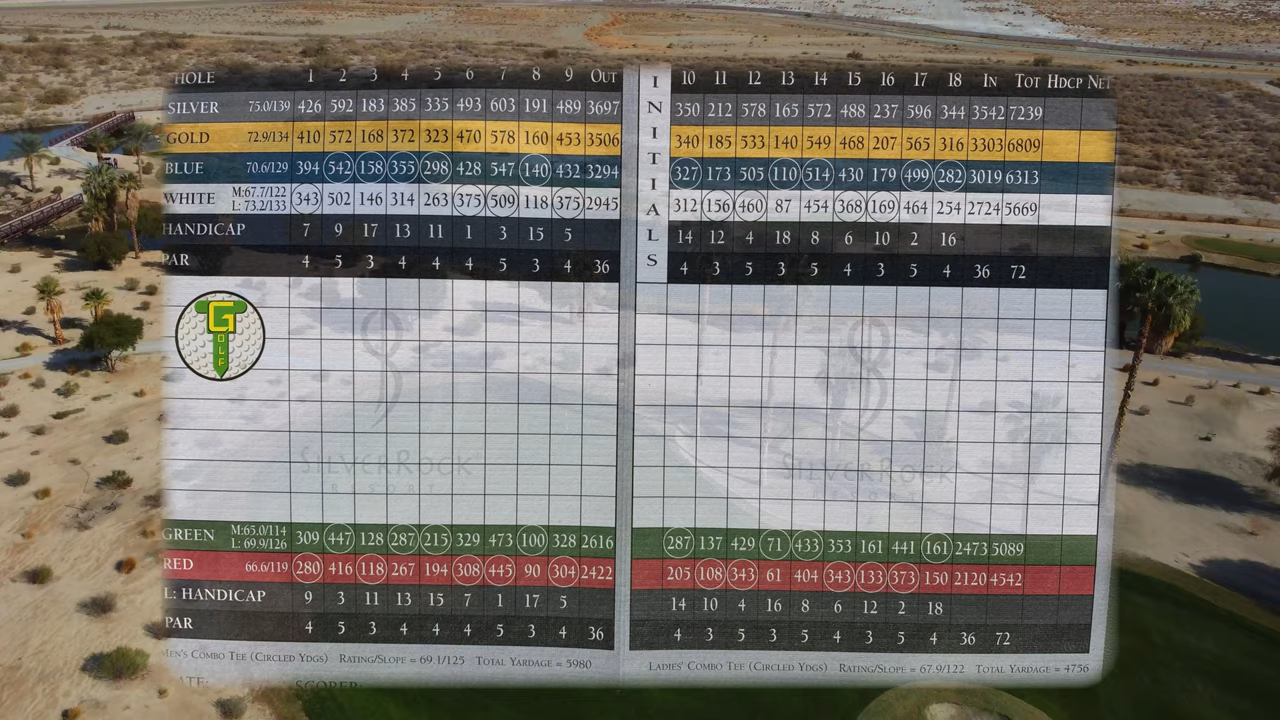 HOLE 1 2 3 4 5 6 7 8 9 OUT INITIALS 10 11 12 13 14 15 16 17 18 IN TOT HDCP NET
SILVER 75.0/139 426 592 183 385 335 493 603 191 489 3697 350 212 578 165 572 488 237 596 344 3542 7239
GOLD 72.9/134 410 572 168 372 323 470 578 160 453 3506 340 185 533 140 549 468 207 565 316 3303 6809
BLUE 70.6/129 394 542 158 355 298 428 547 140 432 3294 327 173 505 110 514 430 179 499 282 3019 6313
WHITE M:67.7/122 L: 73.2/133 343 502 146 314 263 375 509 118 375 2945 312 156 460 87 454 368 169 464 254 2724 5669
HANDICAP 7 9 17 13 11 1 3 15 5 14 12 4 18 8 6 10 2 16
PAR 4 5 3 4 4 4 5 3 4 36 4 3 5 3 5 4 3 5 4 36 72
GOLF
SILVERROCK SILVERROCK
RESORT RESORT
GREEN M:65.0/114 L: 69.9/126 309 447 128 287 215 329 473 100 328 2616 287 137 429 71 433 353 161 441 161 2473 5089
RED 66.6/119 280 416 118 267 194 308 445 90 304 2422 205 108 343 61 404 343 133 373 150 2120 4542
L: HANDICAP 9 3 11 13 15 7 1 17 5 14 10 4 16 8 6 12 2 18
PAR 4 5 3 4 4 4 5 3 4 36 4 3 5 3 5 4 3 5 4 36 72
MEN'S COMBO TEE (CIRCLED YDGS) RATING/SLOPE = 69.1/125 TOTAL YARDAGE = 5980 LADIES' COMBO TEE (CIRCLED YDGS) RATING/SLOPE = 67.9/122 TOTAL YARDAGE = 4756
SCORER: